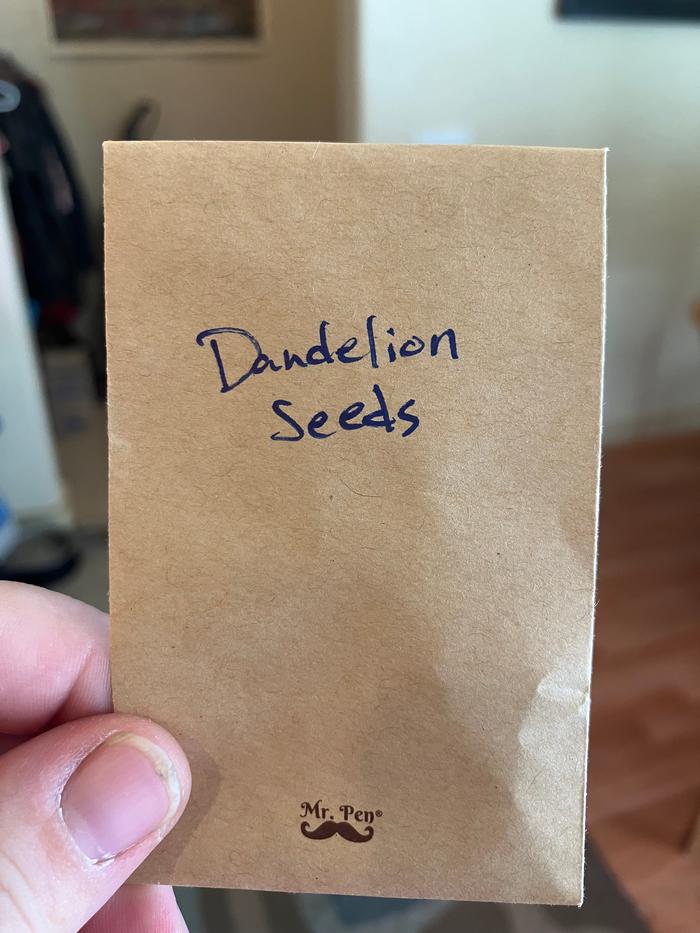 Dandelion
Seeds
Mr. Pen®